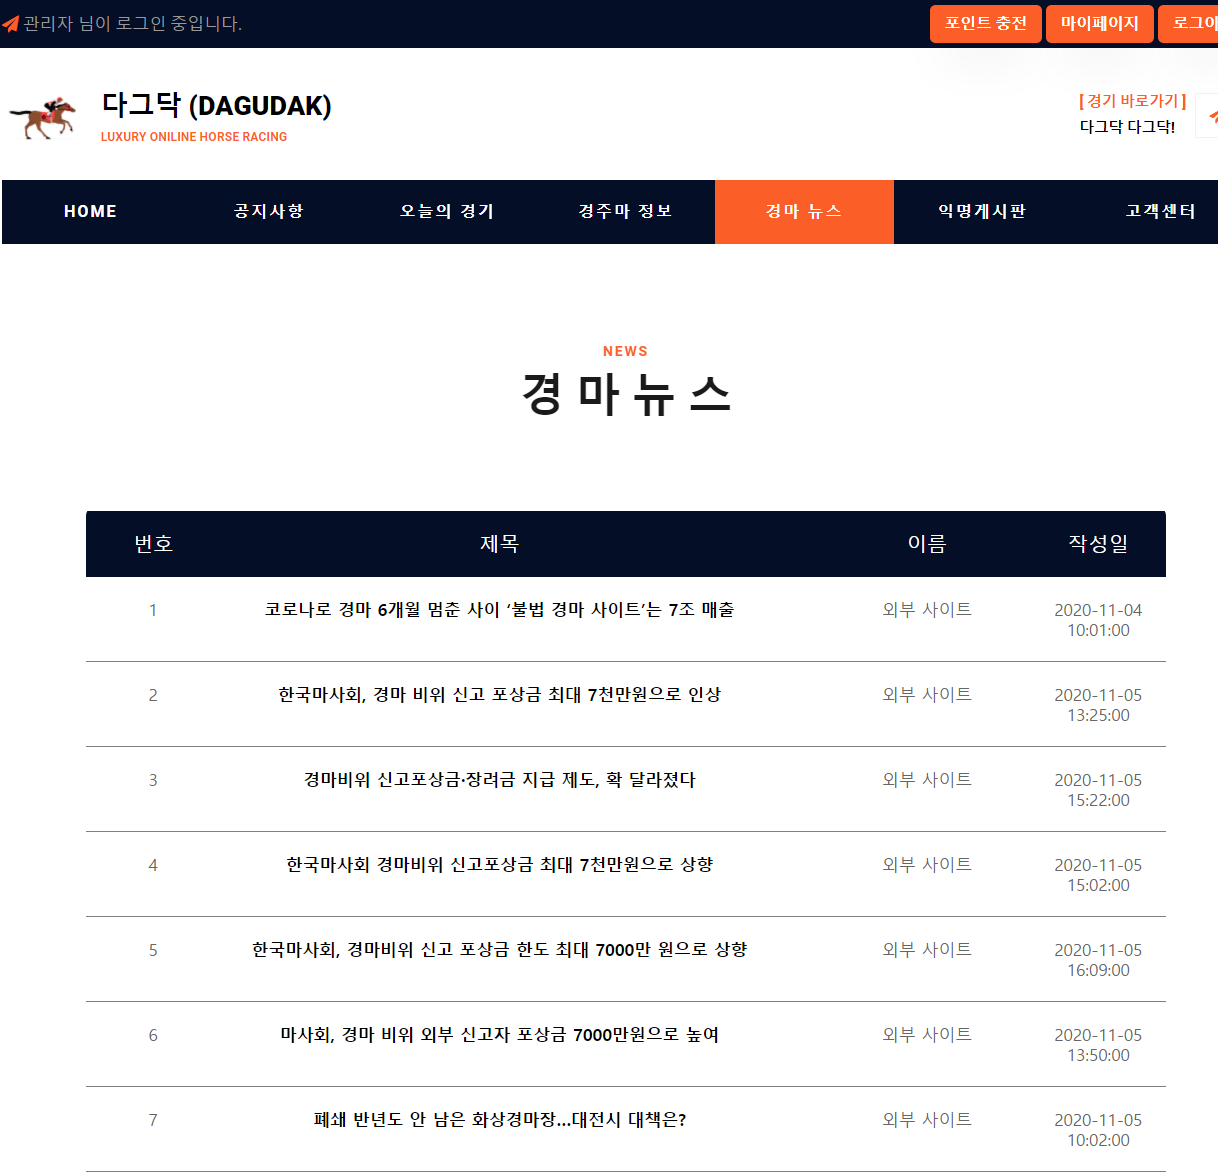 관리자 님이 로그인 중입니다.
포인트 충전 마이페이지
다그닥 (DAGUDAK)
LUXURY ONILINE HORSE RACING
[ 경기 바로가기 ]
다그닥 다그닥!
HOME 공지사항 오늘의 경기 경주마 정보 경마 뉴스 익명게시판 고객센터
NEWS
경마뉴스
번호 제목 이름 작성일
1 코로나로 경마 6개월 멈춘 사이 ‘불법 경마 사이트’는 7조 매출 외부 사이트 2020-11-04
10:01:00
2 한국마사회, 경마 비위 신고 포상금 최대 7천만원으로 인상 외부 사이트 2020-11-05
13:25:00
3 경마비위 신고포상금·장려금 지급 제도, 확 달라졌다 외부 사이트 2020-11-05
15:22:00
4 한국마사회 경마비위 신고포상금 최대 7천만원으로 상향 외부 사이트 2020-11-05
15:02:00
5 한국마사회, 경마비위 신고 포상금 한도 최대 7000만 원으로 상향 외부 사이트 2020-11-05
16:09:00
6 마사회, 경마 비위 외부 신고자 포상금 7000만원으로 높여 외부 사이트 2020-11-05
13:50:00
7 폐쇄 반년도 안 남은 화상경마장...대전시 대책은? 외부 사이트 2020-11-05
10:02:00